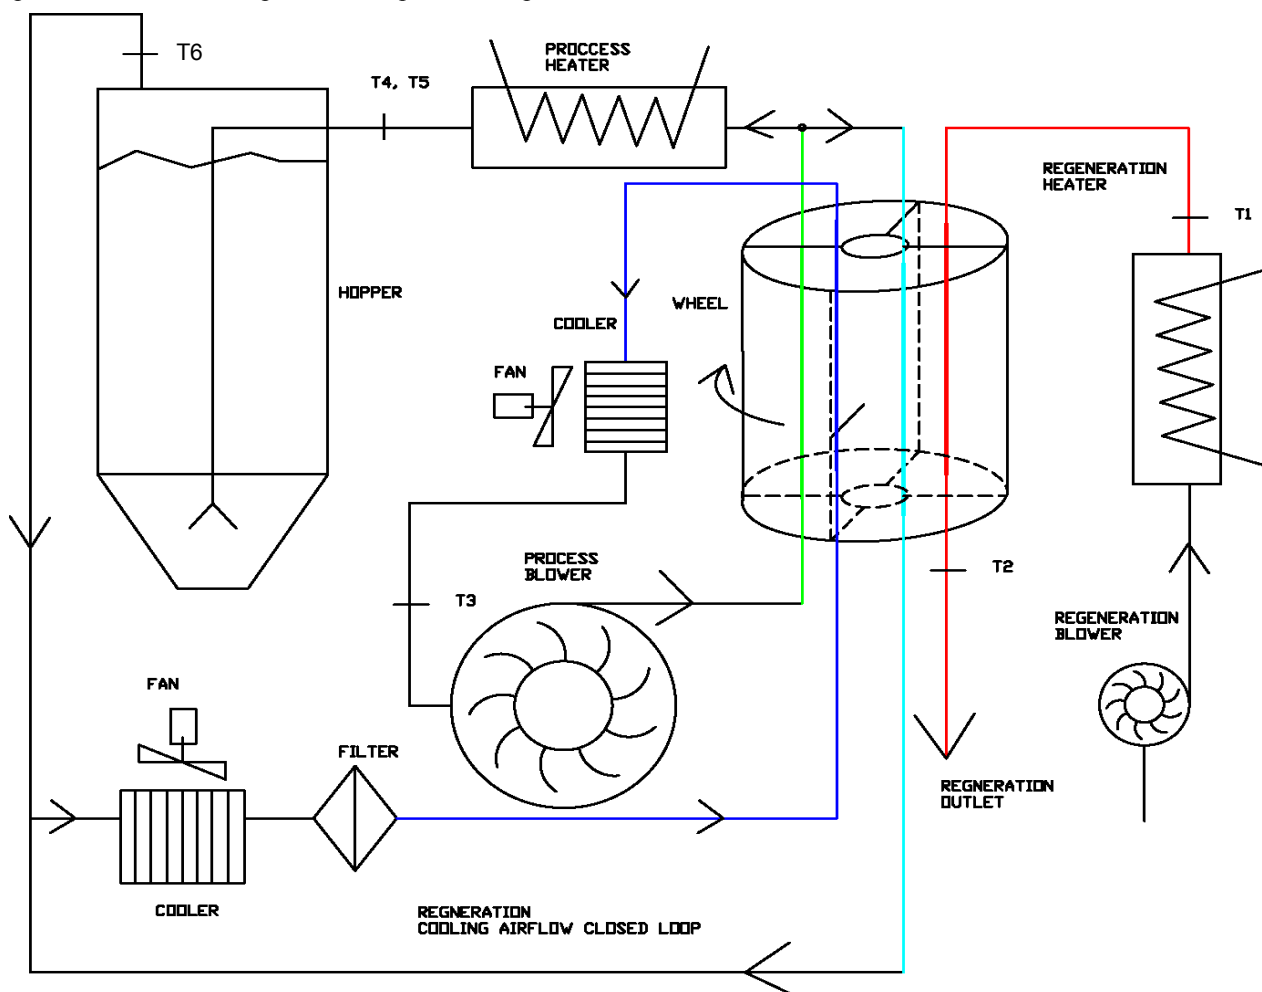 T6
PROCCESS
HEATER
T4, T5
REGENERATION
HEATER
T1
HOPPER
WHEEL
COOLER
FAN
PROCESS
BLOWER
T2
T3
REGENERATION
BLOWER
FAN
FILTER
REGNERATION
OUTLET
COOLER
REGNERATION
COOLING AIRFLOW CLOSED LOOP